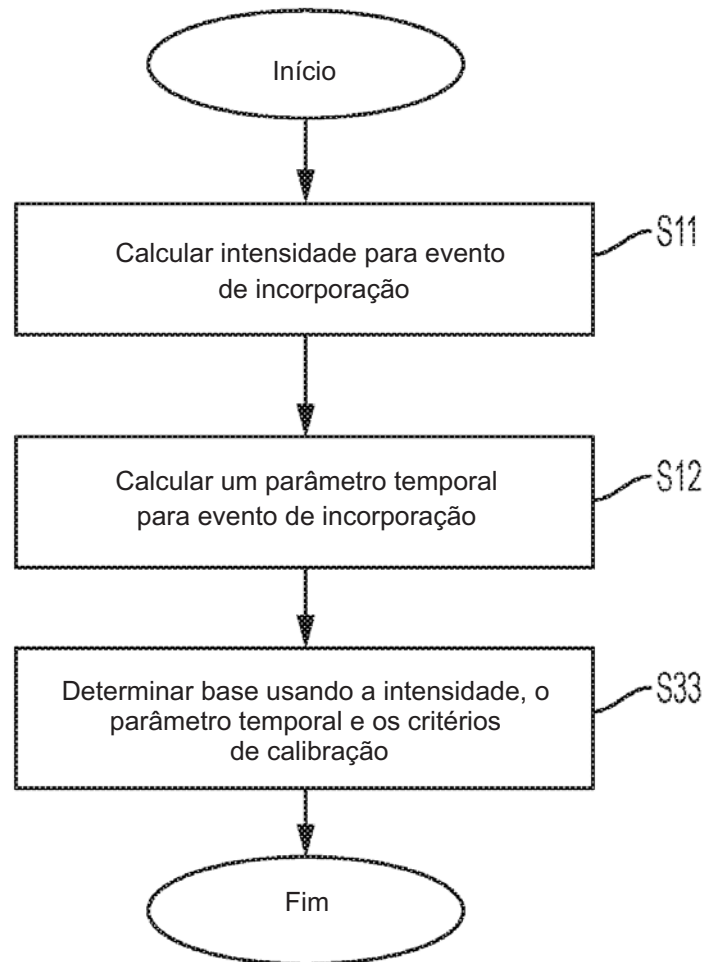 Início
Calcular intensidade para evento
de incorporação
S11
Calcular um parâmetro temporal
para evento de incorporação
S12
Determinar base usando a intensidade, o
parâmetro temporal e os critérios
de calibração
S33
Fim